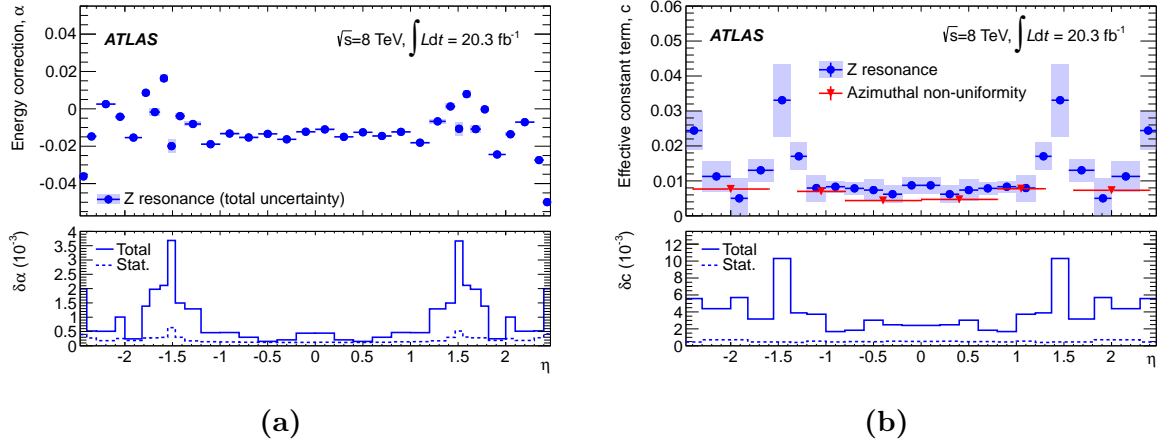 Energy correction, α
0.04
0.02
0
-0.02
-0.04
ATLAS
√s=8 TeV, ∫Ldt = 20.3 fb⁻¹
Z resonance (total uncertainty)
δα (10⁻³)
4
3.5
3
2.5
2
1.5
1
0.5
0
Total
Stat.
-2 -1.5 -1 -0.5 0 0.5 1 1.5 2
η
(a)
Effective constant term, c
0.06
0.05
0.04
0.03
0.02
0.01
0
ATLAS
√s=8 TeV, ∫Ldt = 20.3 fb⁻¹
Z resonance
Azimuthal non-uniformity
δc (10⁻³)
12
10
8
6
4
2
0
Total
Stat.
-2 -1.5 -1 -0.5 0 0.5 1 1.5 2
η
(b)